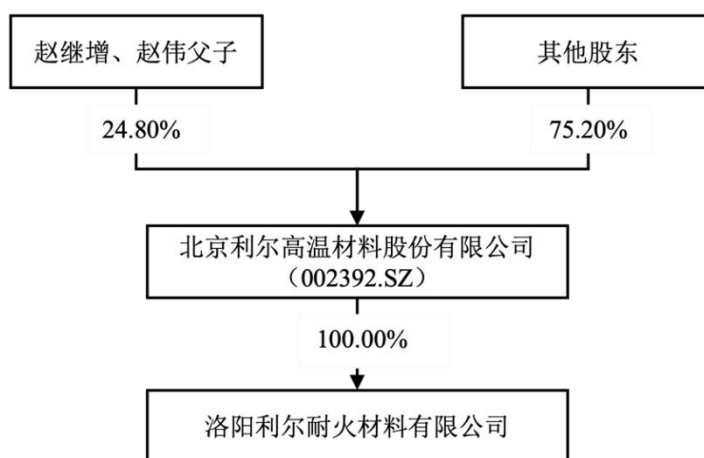 赵继增、赵伟父子
其他股东
24.80%
75.20%
北京利尔高温材料股份有限公司
（002392.SZ）
100.00%
洛阳利尔耐火材料有限公司